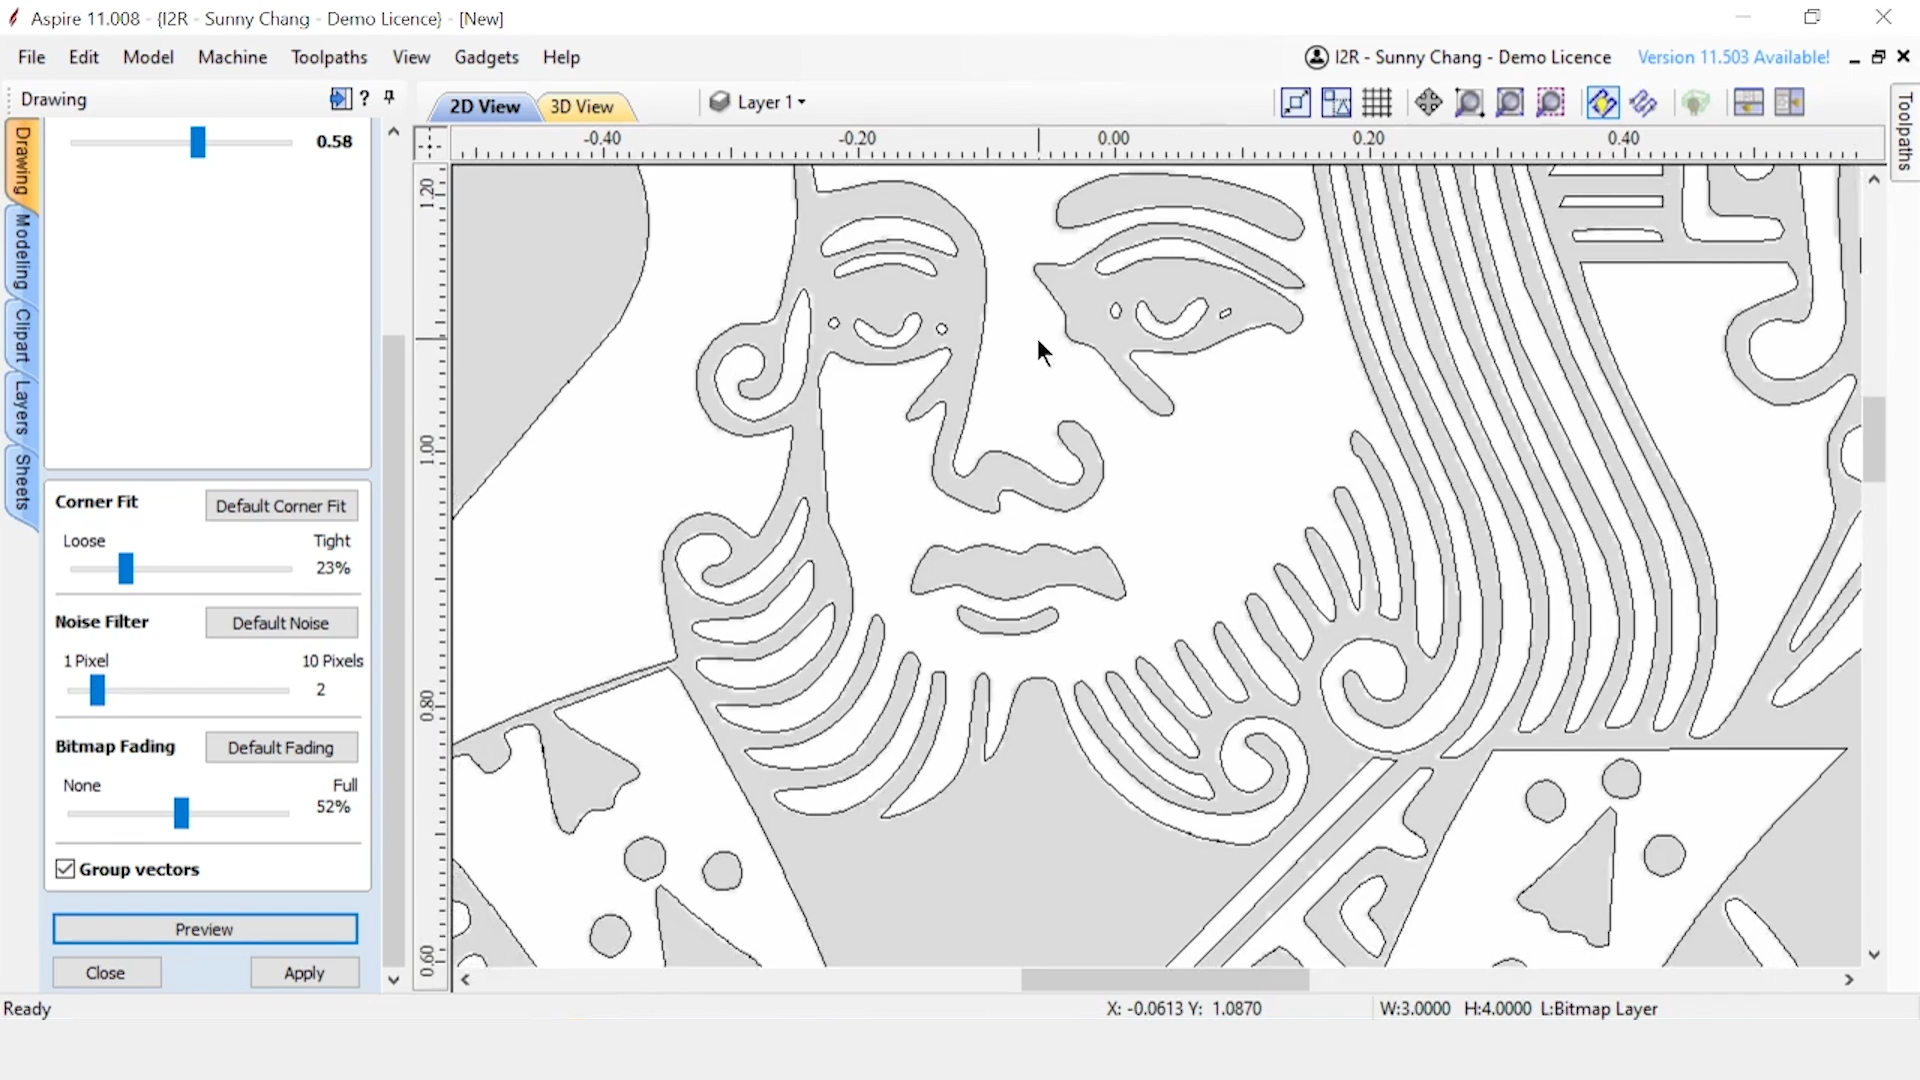 Aspire 11.008 - {I2R - Sunny Chang - Demo Licence} - [New]
File Edit Model Machine Toolpaths View Gadgets Help
I2R - Sunny Chang - Demo Licence Version 11.503 Available!
Drawing
?
2D View 3D View
Layer 1
Toolpaths
-0.40 -0.20 0.00 0.20 0.40
1.20
1.00
0.80
0.60
Drawing
Modeling
Clipart
Layers
Sheets
0.58
Corner Fit Default Corner Fit
Loose Tight
23%
Noise Filter Default Noise
1 Pixel 10 Pixels
2
Bitmap Fading Default Fading
None Full
52%
Group vectors
Preview
Close Apply
Ready
X: -0.0613 Y: 1.0870
W:3.0000 H:4.0000 L:Bitmap Layer